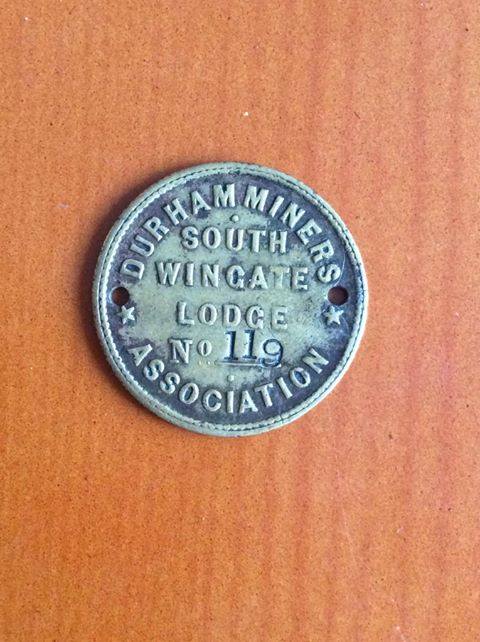 DURHAM MINERS
SOUTH
WINGATE
LODGE
No 119
ASSOCIATION